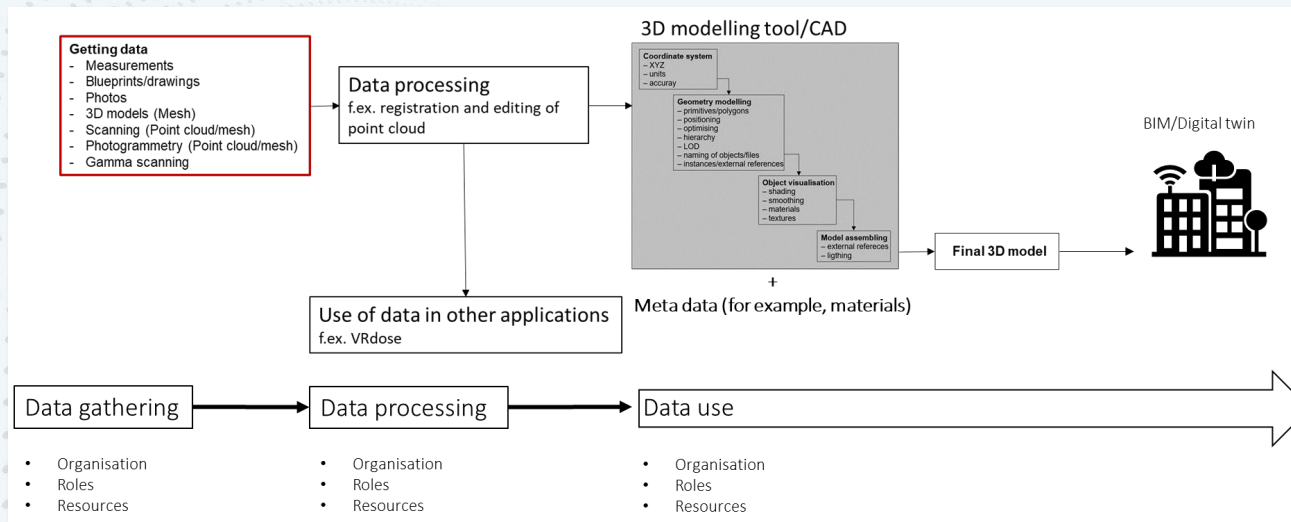 Getting data
- Measurements
- Blueprints/drawings
- Photos
- 3D models (Mesh)
- Scanning (Point cloud/mesh)
- Photogrammetry (Point cloud/mesh)
- Gamma scanning
Data processing
f.ex. registration and editing of
point cloud
Use of data in other applications
f.ex. VRdose
3D modelling tool/CAD
Coordinate system
– XYZ
– units
– accuray
Geometry modelling
– primitives/polygons
– positioning
– optimising
– hierarchy
– LOD
– naming of objects/files
– instances/external references
Object visualisation
– shading
– smoothing
– materials
– textures
Model assembling
– external refereces
– ligthing
+
Meta data (for example, materials)
Final 3D model
BIM/Digital twin
Data gathering
Data processing
Data use
• Organisation
• Roles
• Resources
• Organisation
• Roles
• Resources
• Organisation
• Roles
• Resources